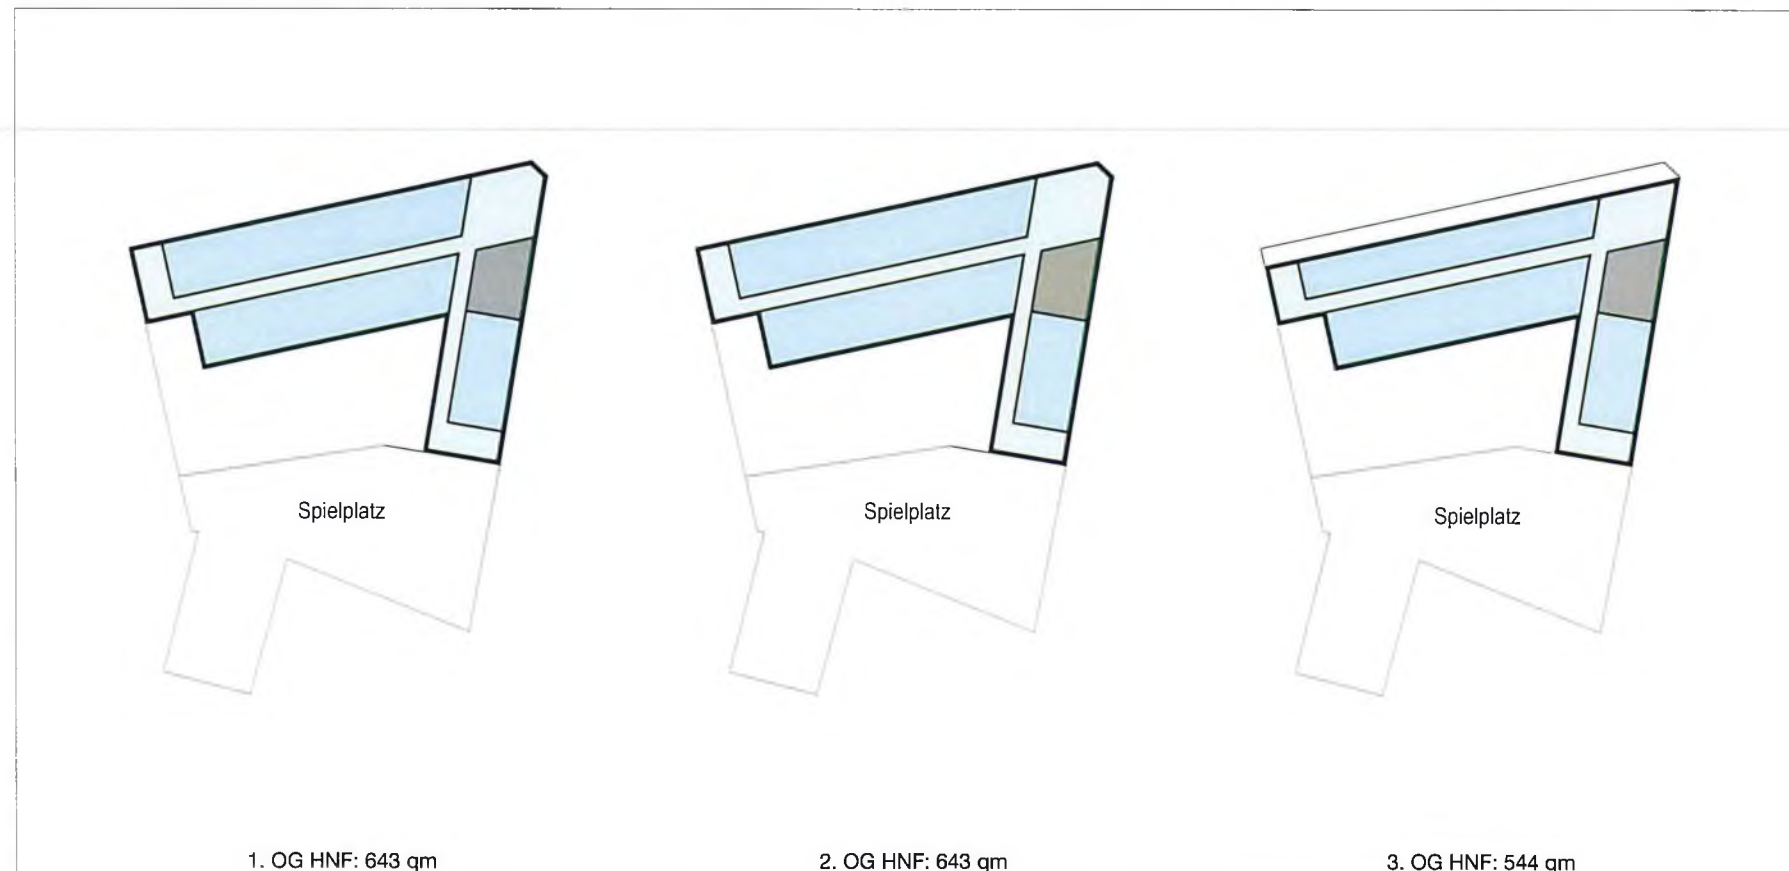 Spielplatz
Spielplatz
Spielplatz
1. OG HNF: 643 qm
2. OG HNF: 643 qm
3. OG HNF: 544 qm